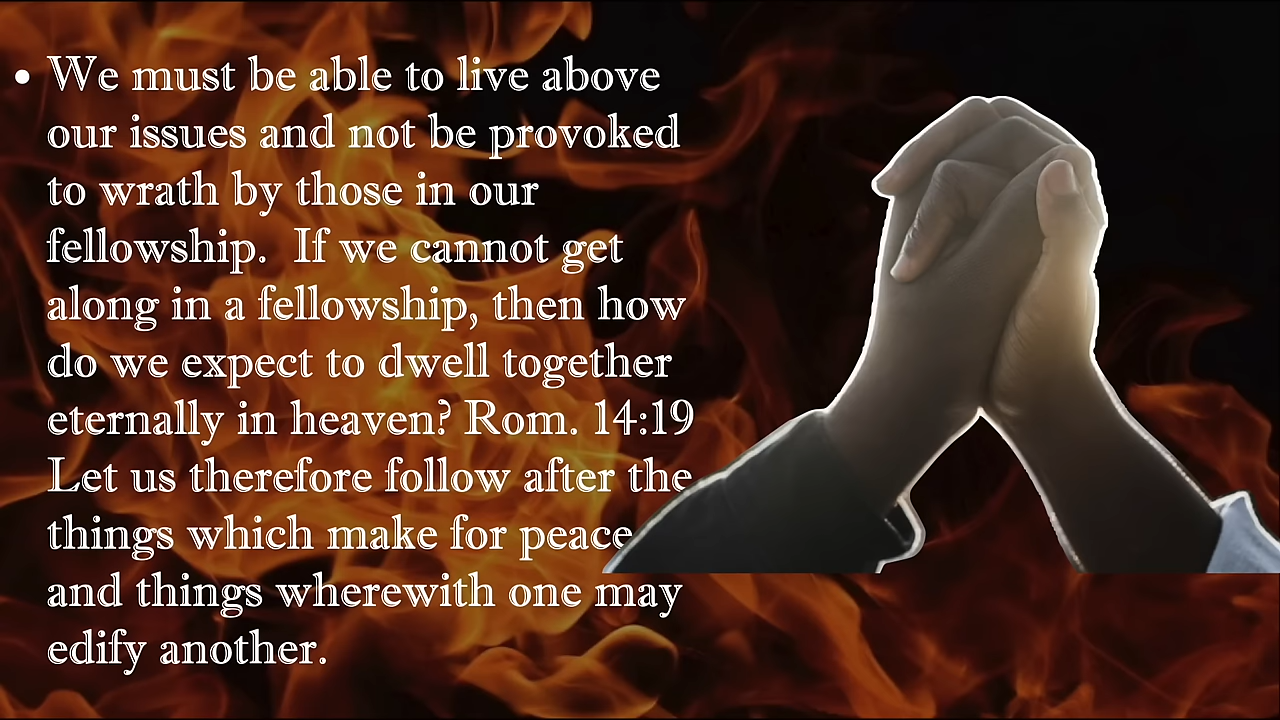 • We must be able to live above
our issues and not be provoked
to wrath by those in our
fellowship.  If we cannot get
along in a fellowship, then how
do we expect to dwell together
eternally in heaven? Rom. 14:19
Let us therefore follow after the
things which make for peace
and things wherewith one may
edify another.